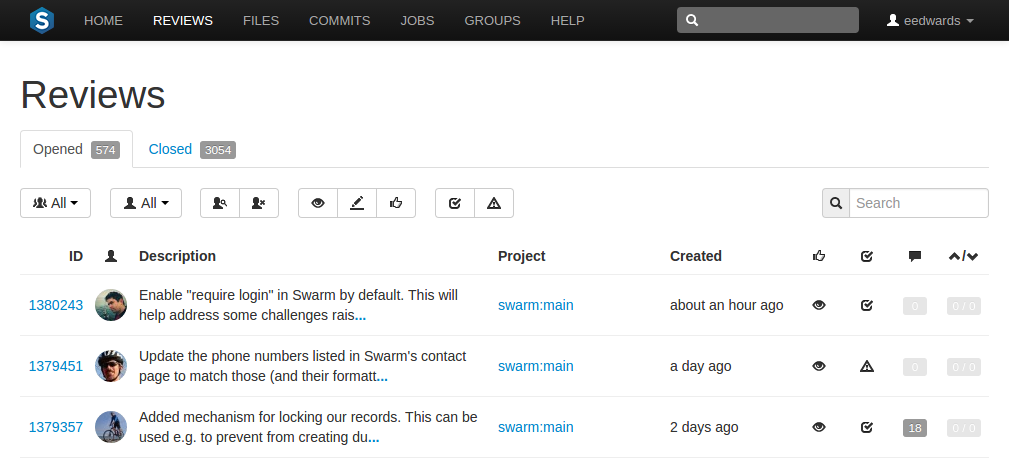 S HOME REVIEWS FILES COMMITS JOBS GROUPS HELP eedwards
Reviews
Opened 574 Closed 3054
All All Search
ID Description Project Created /
1380243 Enable "require login" in Swarm by default. This will swarm:main about an hour ago 0 0 / 0
help address some challenges rais...
1379451 Update the phone numbers listed in Swarm's contact swarm:main a day ago 0 0 / 0
page to match those (and their formatt...
1379357 Added mechanism for locking our records. This can be swarm:main 2 days ago 18 0 / 0
used e.g. to prevent from creating du...